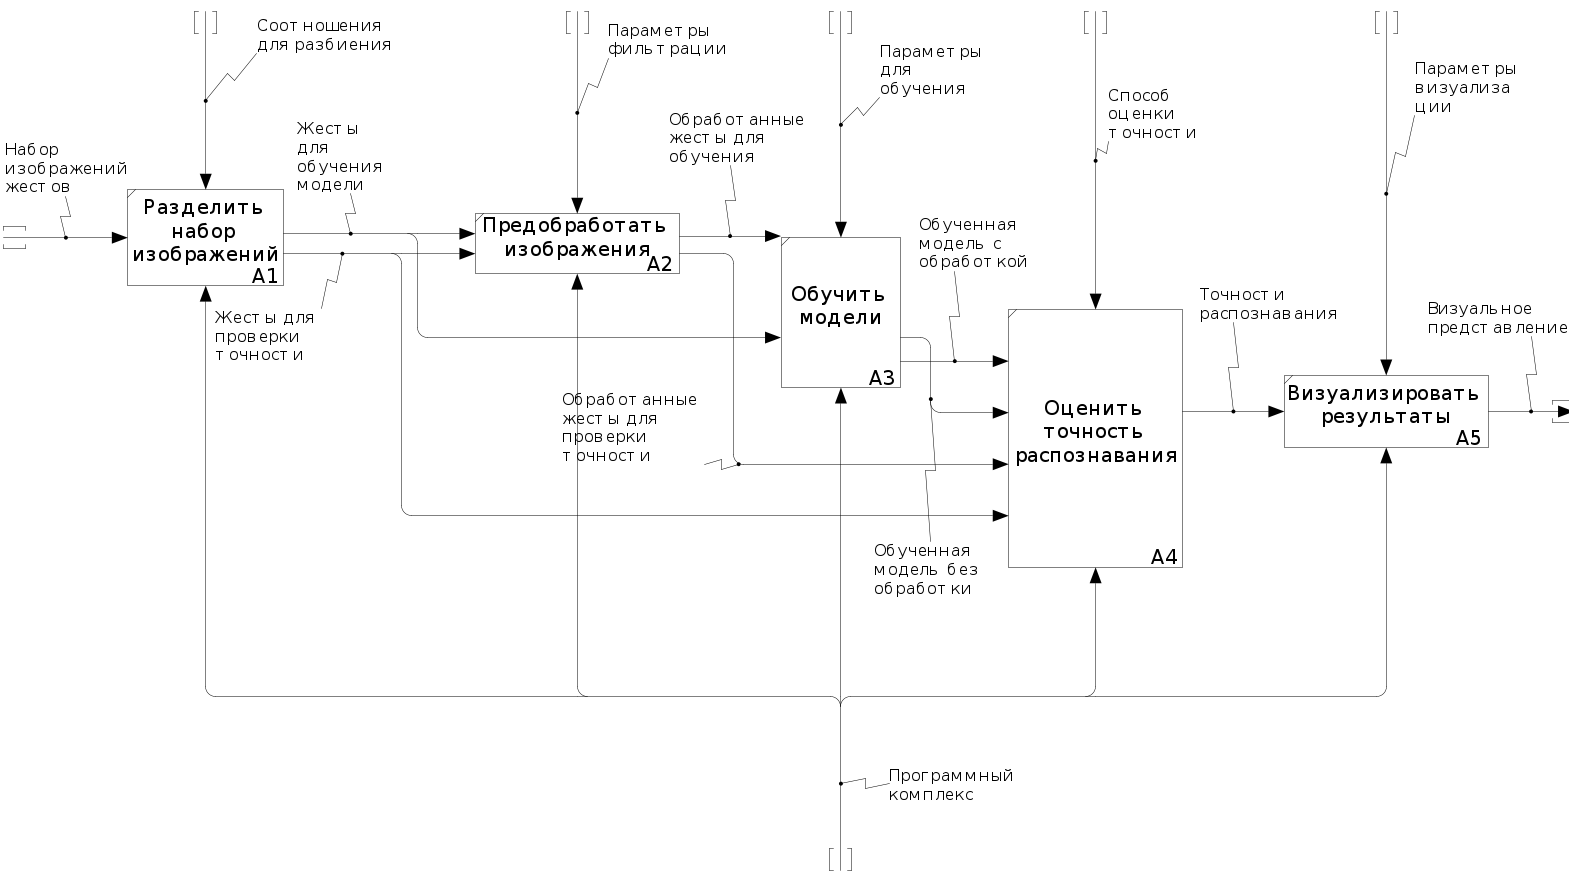 Соотношения
для разбиения
Параметры
фильтрации
Параметры
для
обучения
Параметры
визуализа
ции
Способ
оценки
точности
Набор
изображений
жестов
Жесты
для
обучения
модели
Обработанные
жесты для
обучения
Разделить
набор
изображений
A1
Предобработать
изображения
A2
Обученная
модель с
обработкой
Обучить
модели
A3
Жесты для
проверки
точности
Точности
распознавания
Визуальное
представление
Обработанные
жесты для
проверки
точности
Оценить
точность
распознавания
A4
Визуализировать
результаты
A5
Обученная
модель без
обработки
Программный
комплекс